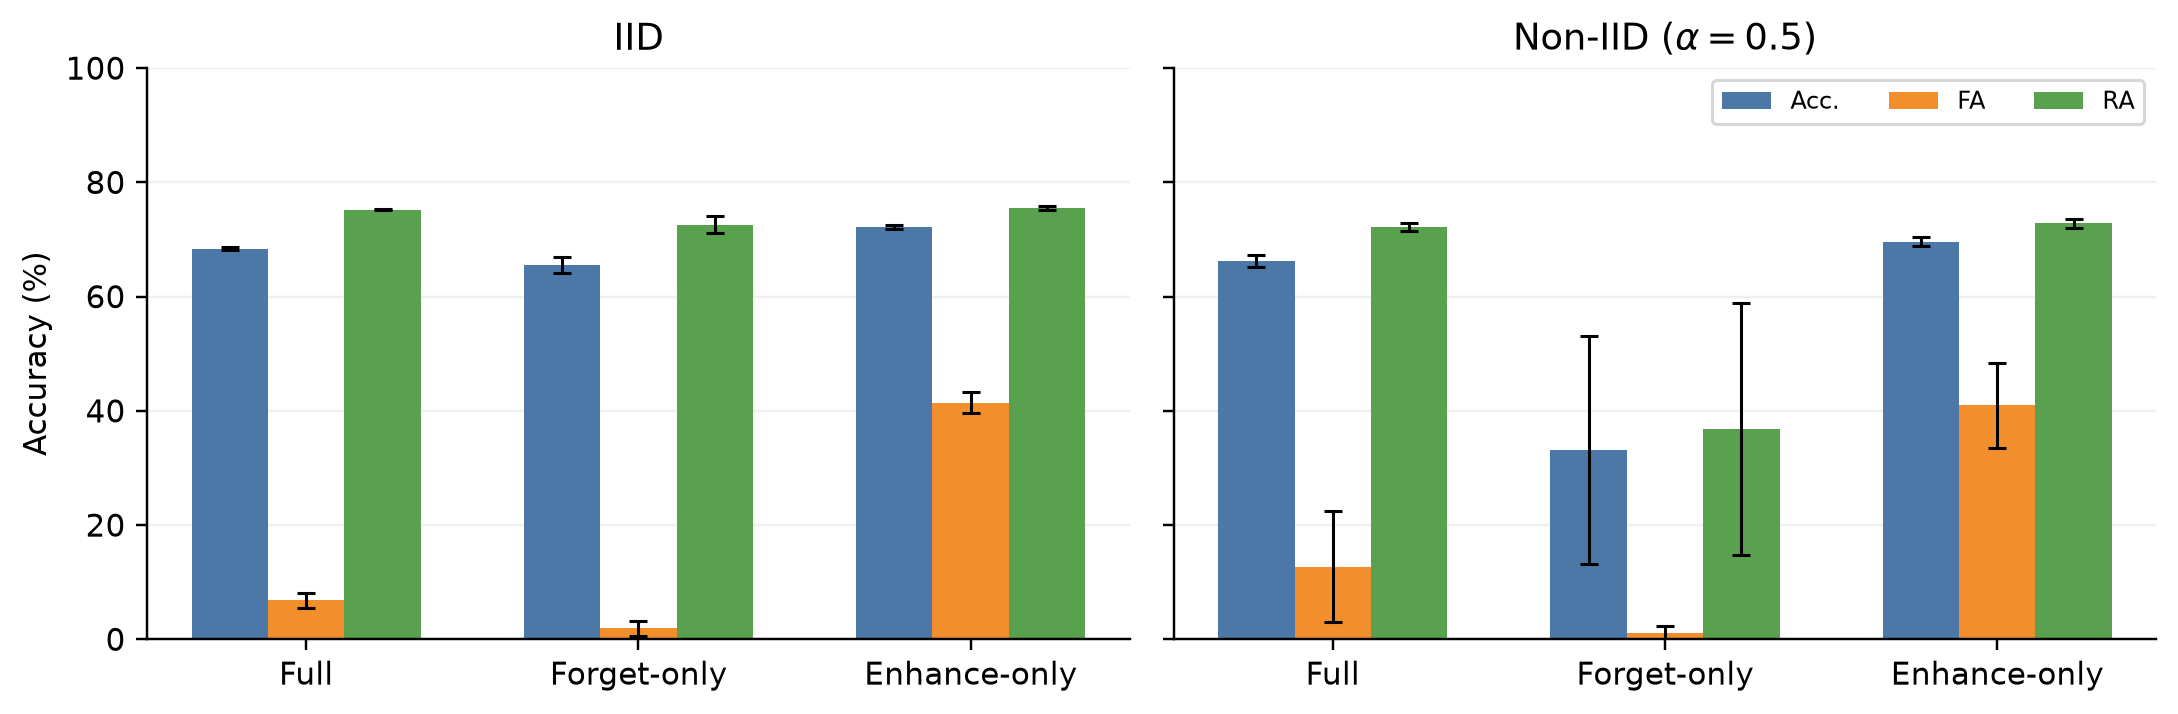 IID
Non-IID (α = 0.5)
Accuracy (%)
100
80
60
40
20
0
Acc. FA RA
Full Forget-only Enhance-only
Full Forget-only Enhance-only